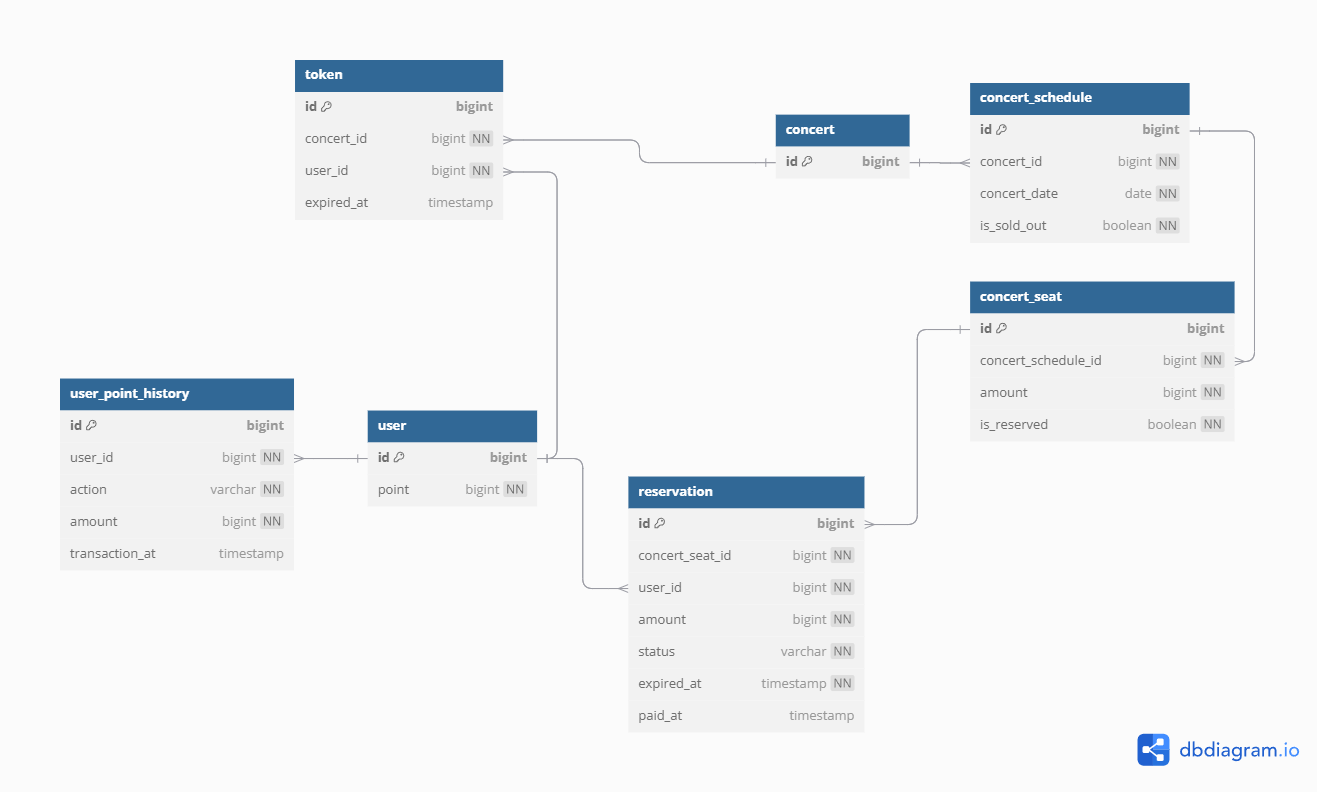 token
id bigint
concert_id bigint NN
user_id bigint NN
expired_at timestamp
concert
id bigint
concert_schedule
id bigint
concert_id bigint NN
concert_date date NN
is_sold_out boolean NN
concert_seat
id bigint
concert_schedule_id bigint NN
amount bigint NN
is_reserved boolean NN
user_point_history
id bigint
user_id bigint NN
action varchar NN
amount bigint NN
transaction_at timestamp
user
id bigint
point bigint NN
reservation
id bigint
concert_seat_id bigint NN
user_id bigint NN
amount bigint NN
status varchar NN
expired_at timestamp NN
paid_at timestamp
dbdiagram.io